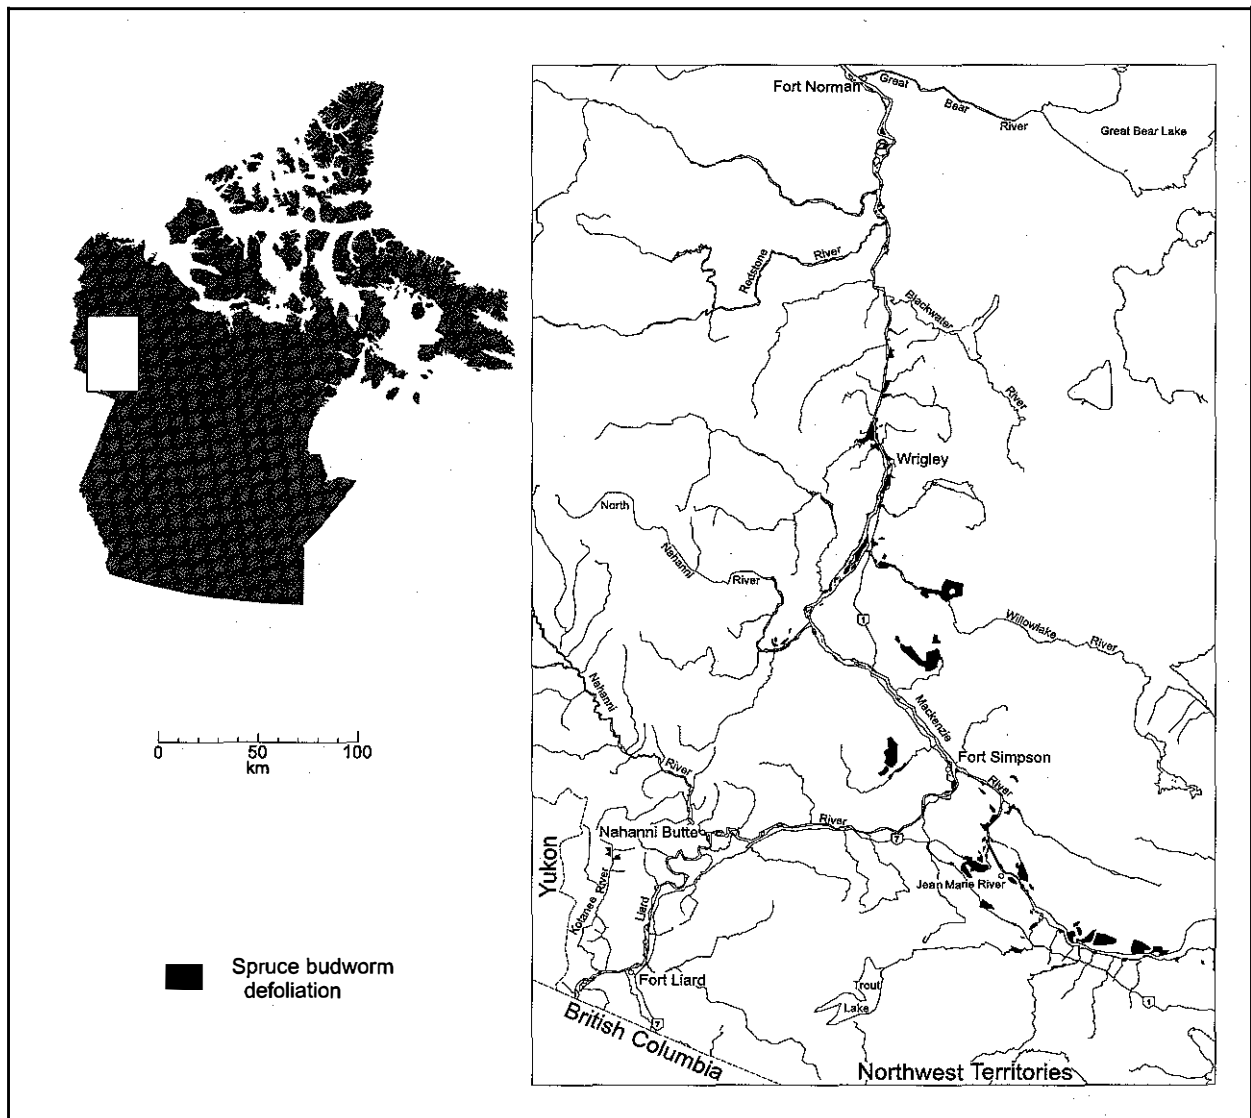 Fort Norman
Great
Bear
River
Great Bear Lake
Redstone
River
Blackwater
River
Wrigley
North
Nahanni
River
1
Willowlake
River
Nahanni
River
Mackenzie
Fort Simpson
River
0 50 100
km
Nahanni Butte
River
7
Yukon
Kotanee River
Liard
Jean Marie River
Spruce budworm
defoliation
Fort Liard
Trout
Lake
7
1
British Columbia
Northwest Territories